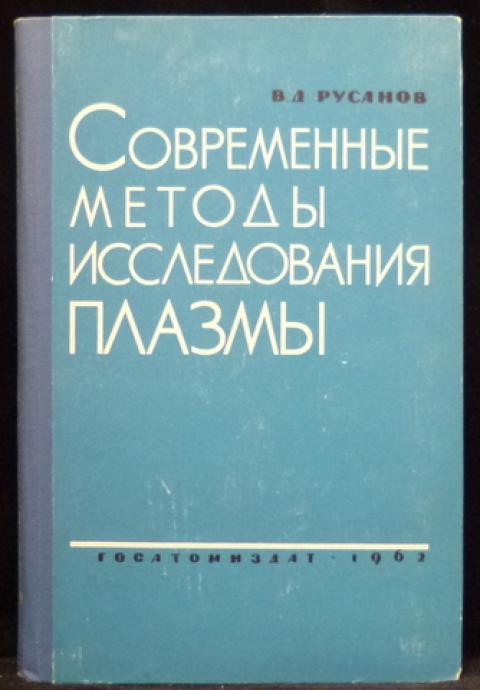 В. Д РУСАНОВ
СОВРЕМЕННЫЕ
МЕТОДЫ
ИССЛЕДОВАНИЯ
ПЛАЗМЫ
ГОСАТОМИЗДАТ · 1962